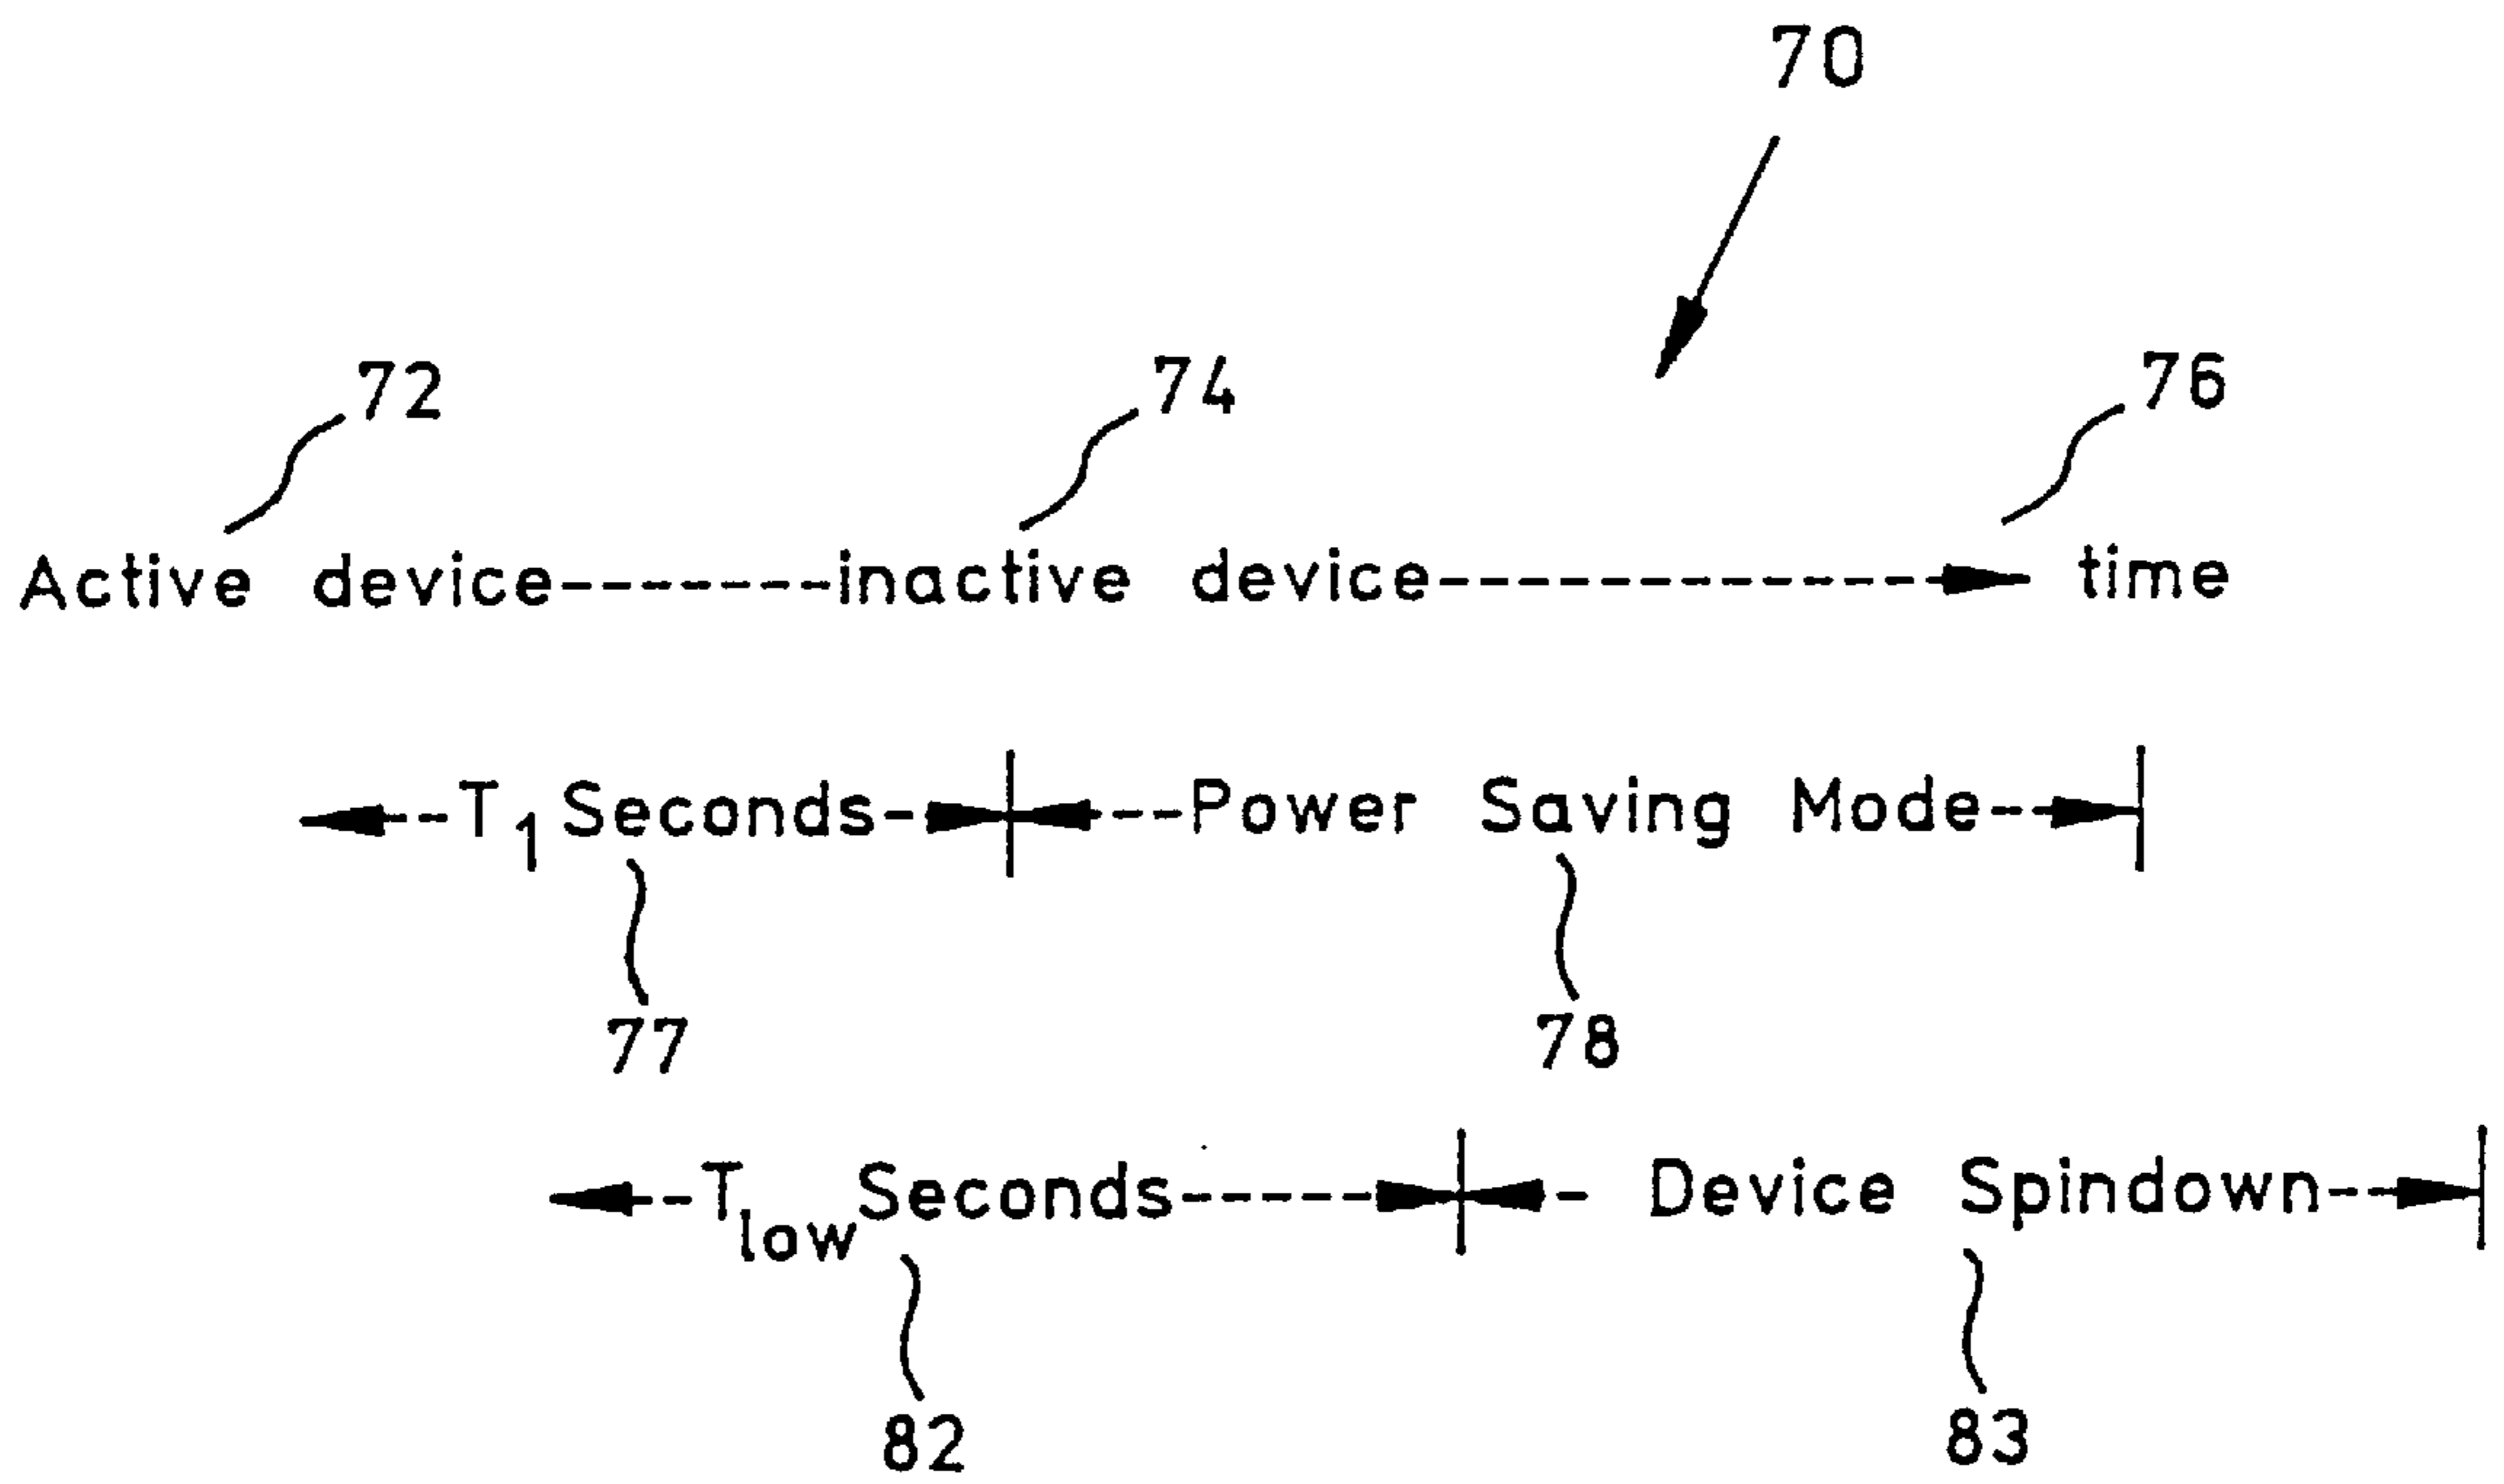 70
72 74 76
Active device------inactive device------------ time
T1 Seconds- --Power Saving Mode--
77 78
-Tlow Seconds----- - Device Spindown--
82 83